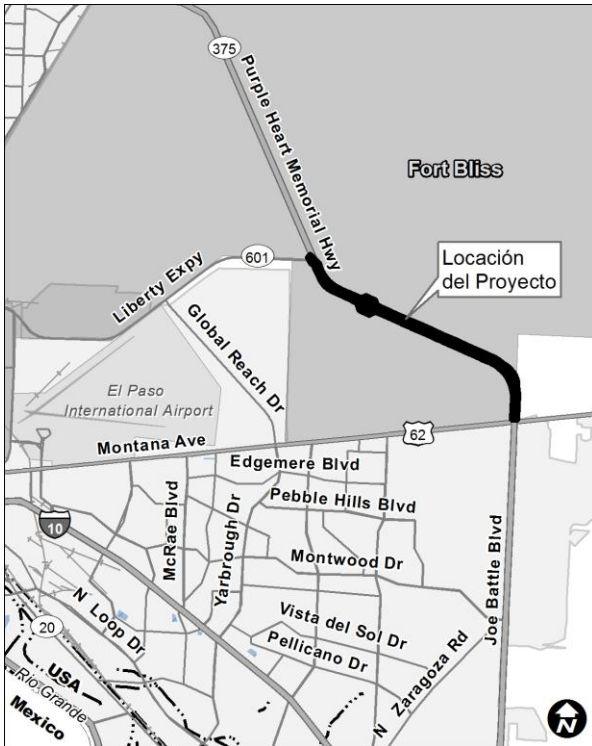 375
Purple Heart Memorial Hwy
Fort Bliss
601
Liberty Expy
Locación
del Proyecto
Global Reach Dr
El Paso
International Airport
62
Montana Ave
Edgemere Blvd
Pebble Hills Blvd
10
McRae Blvd
Yarbrough Dr
Montwood Dr
Joe Battle Blvd
N Loop Dr
Vista del Sol Dr
20
Pellicano Dr
N Zaragoza Rd
USA
Rio Grande
Mexico
N